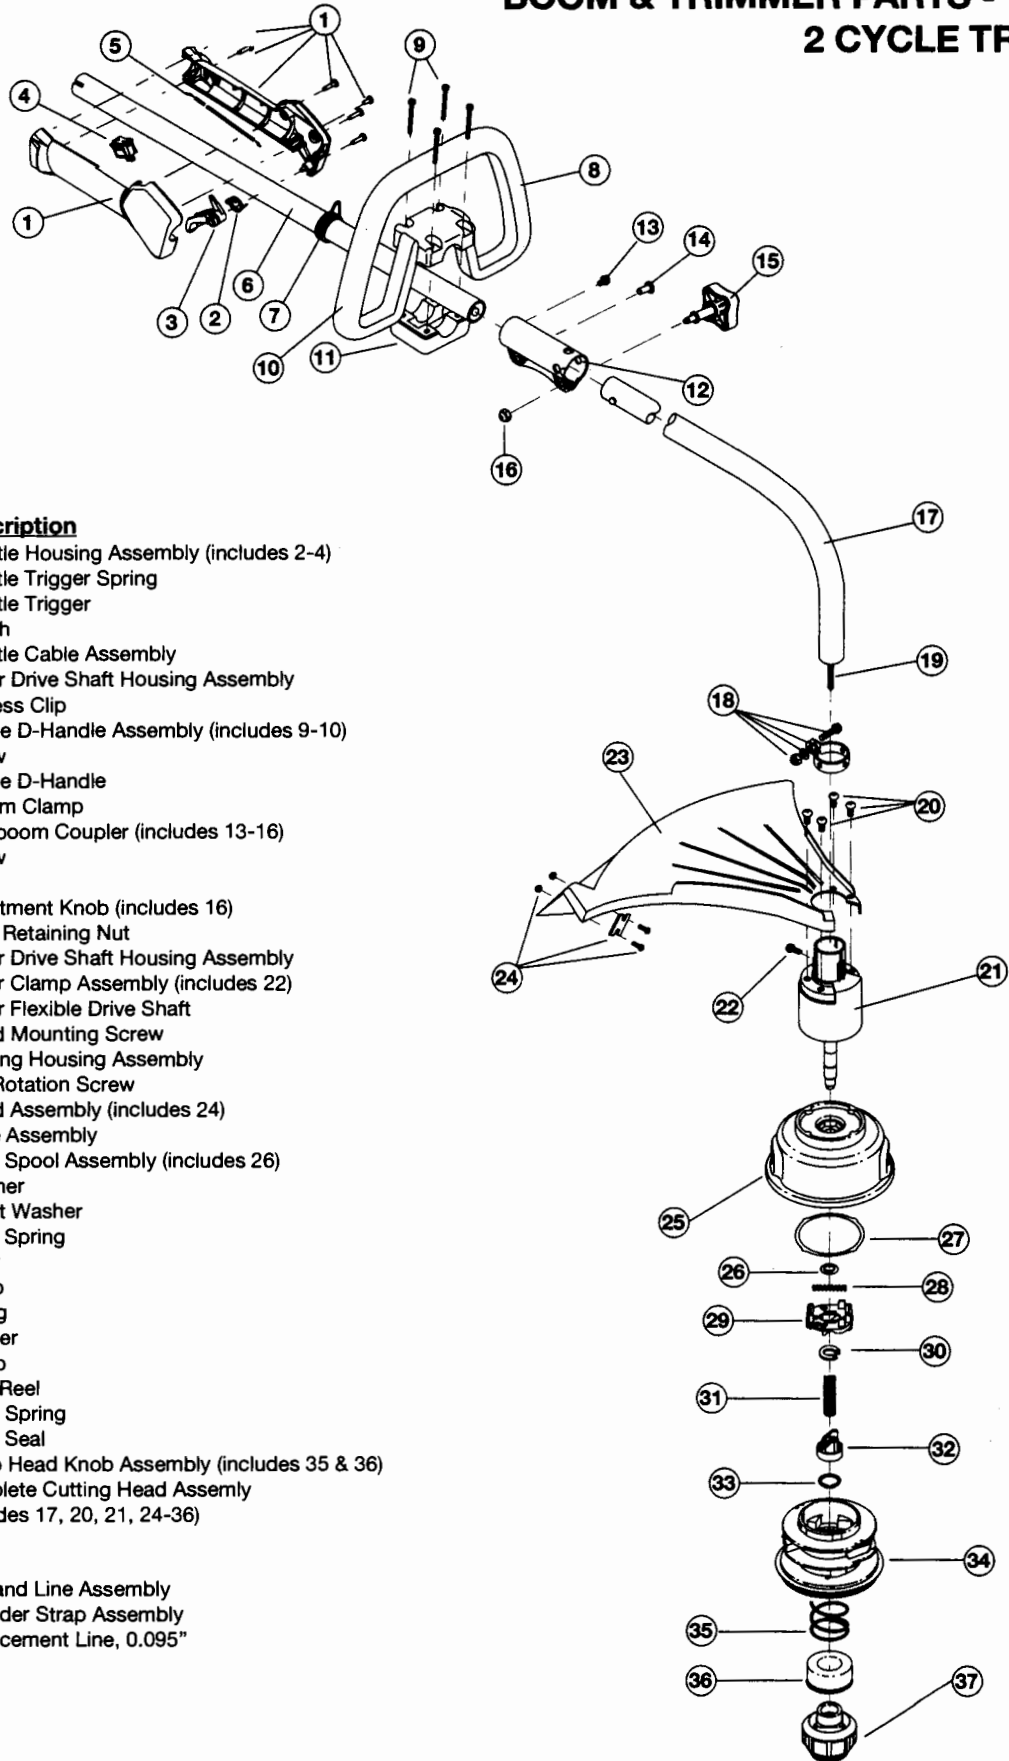 BOOM & TRIMMER PARTS -
2 CYCLE TR
1
5
9
4
8
1
13
14
15
6
7
2
3
10
11
12
16
cription
tle Housing Assembly (includes 2-4)
tle Trigger Spring
tle Trigger
h
tle Cable Assembly
r Drive Shaft Housing Assembly
ess Clip
e D-Handle Assembly (includes 9-10)
w
e D-Handle
m Clamp
boom Coupler (includes 13-16)
w
tment Knob (includes 16)
Retaining Nut
r Drive Shaft Housing Assembly
r Clamp Assembly (includes 22)
r Flexible Drive Shaft
d Mounting Screw
ng Housing Assembly
Rotation Screw
d Assembly (includes 24)
Assembly
Spool Assembly (includes 26)
her
t Washer
Spring
o
g
er
o
Reel
Spring
Seal
Head Knob Assembly (includes 35 & 36)
plete Cutting Head Assemly
des 17, 20, 21, 24-36)
and Line Assembly
der Strap Assembly
cement Line, 0.095”
17
19
18
23
20
24
22
21
25
27
26
28
29
30
31
32
33
34
35
36
37